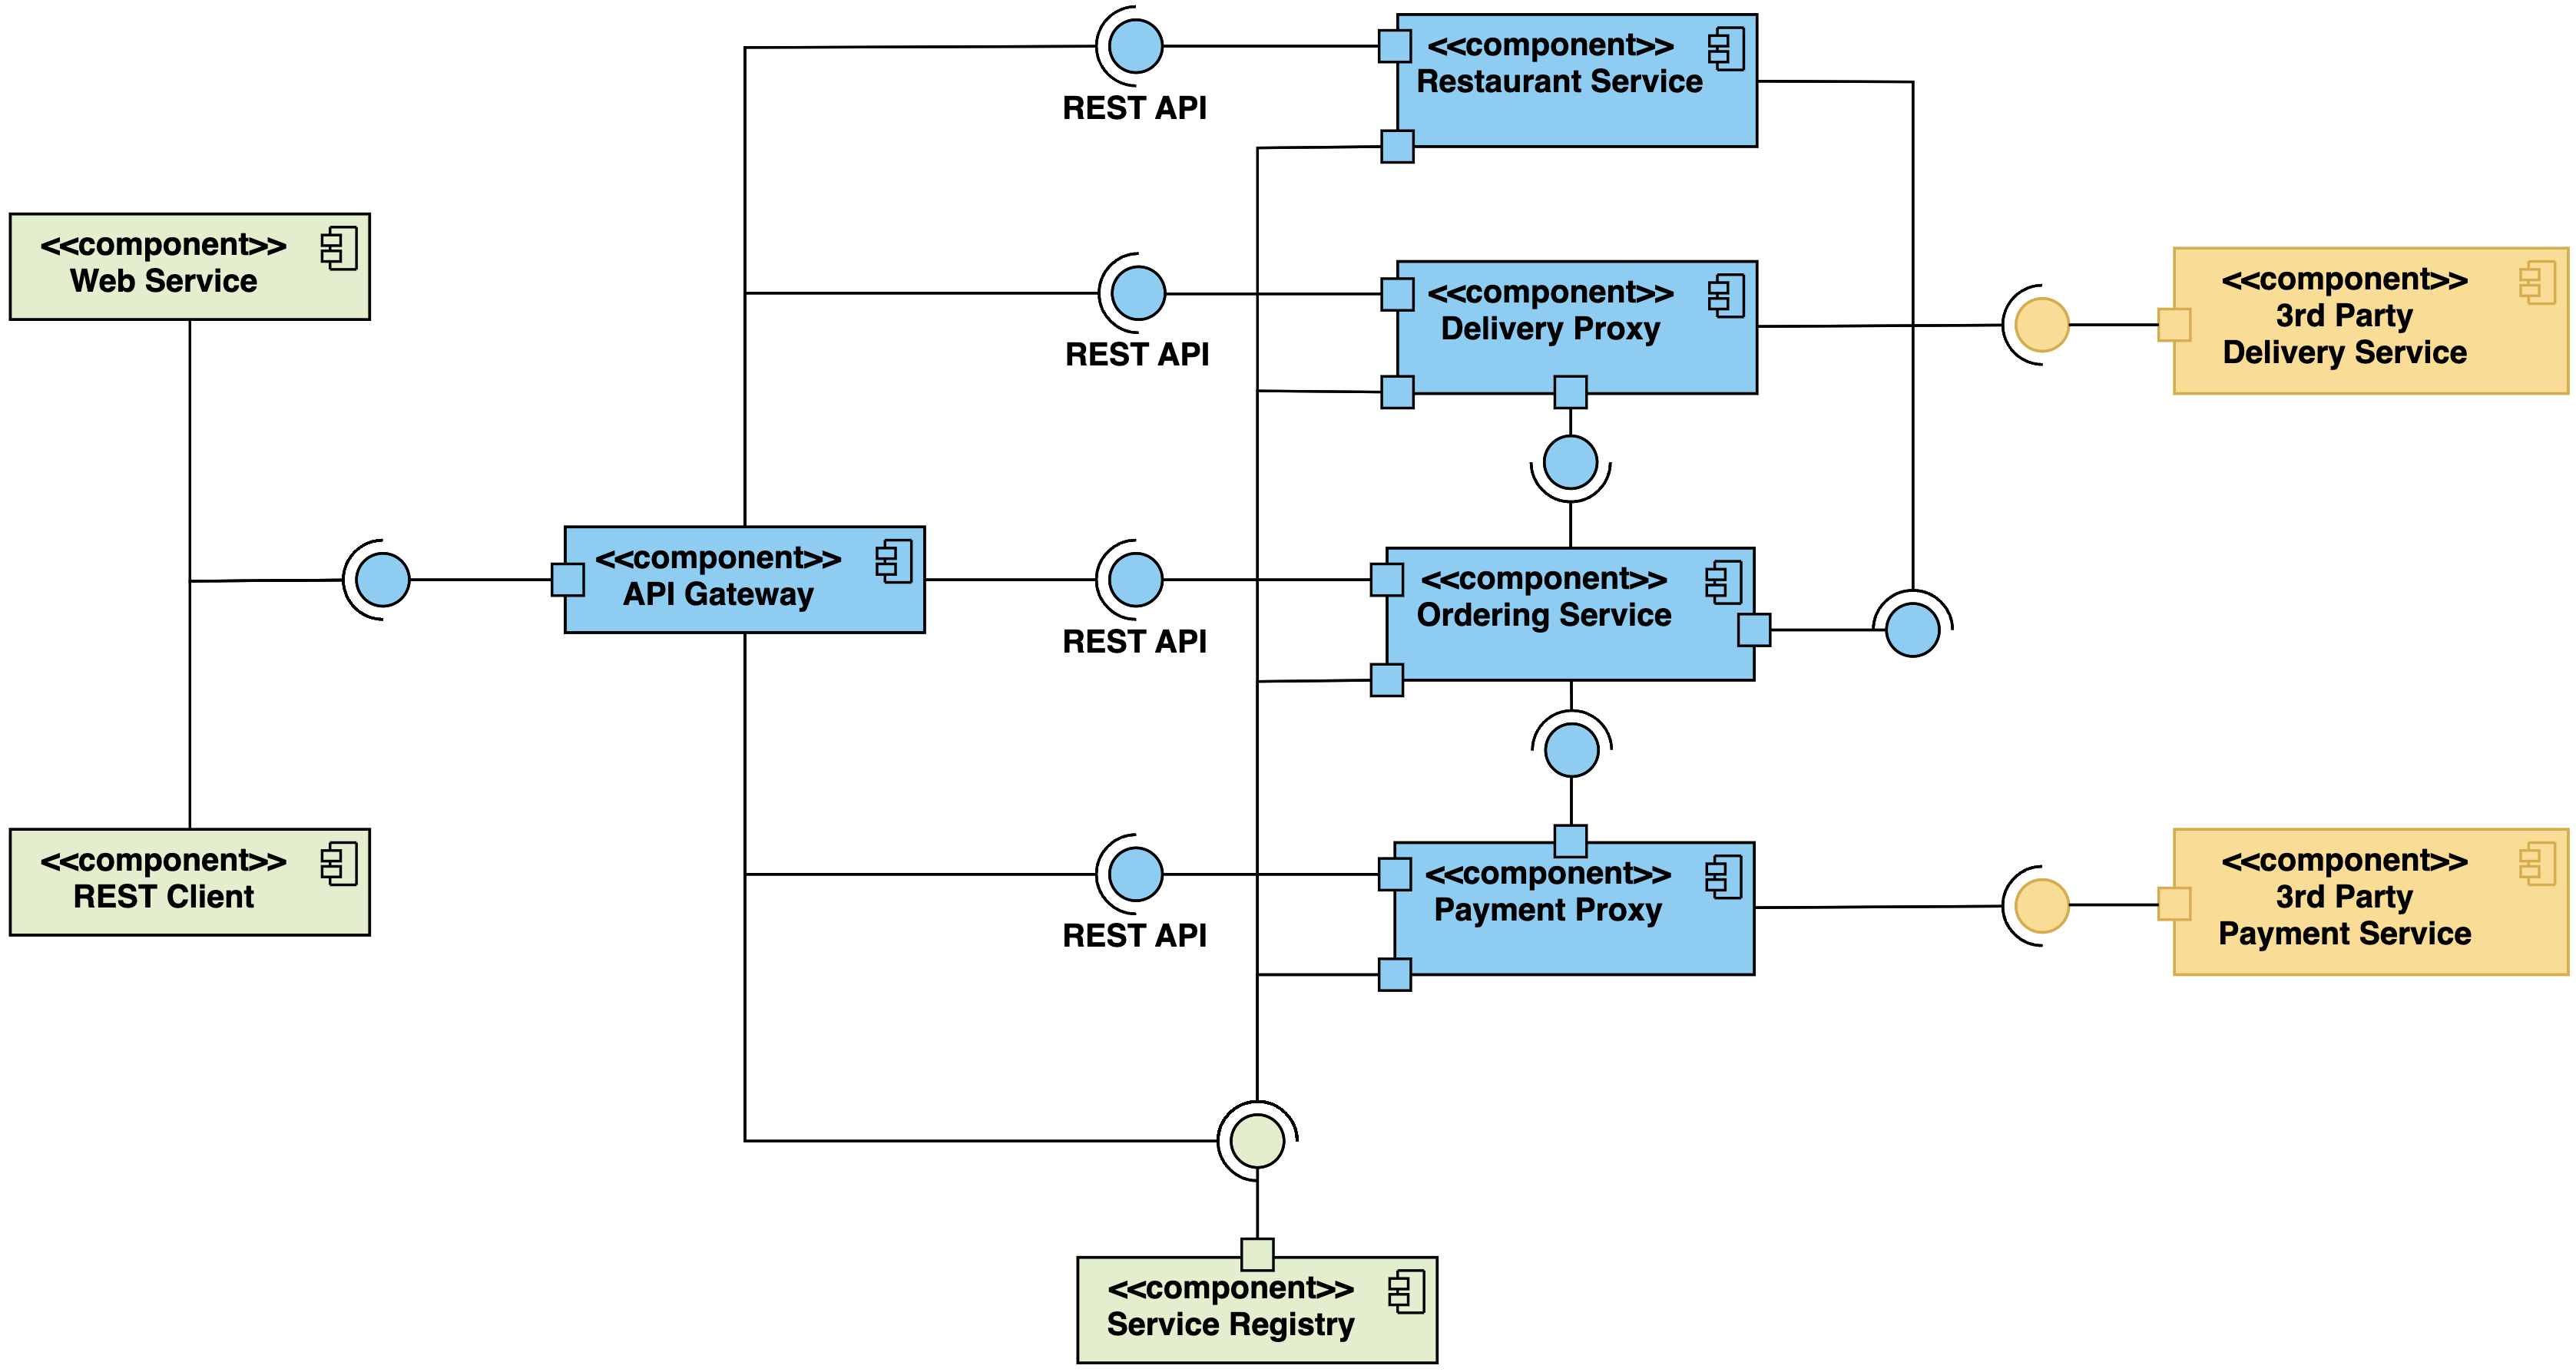 <<component>>
Restaurant Service
REST API
<<component>>
Web Service
<<component>>
Delivery Proxy
REST API
<<component>>
3rd Party
Delivery Service
<<component>>
API Gateway
REST API
<<component>>
Ordering Service
<<component>>
REST Client
REST API
<<component>>
Payment Proxy
<<component>>
3rd Party
Payment Service
<<component>>
Service Registry